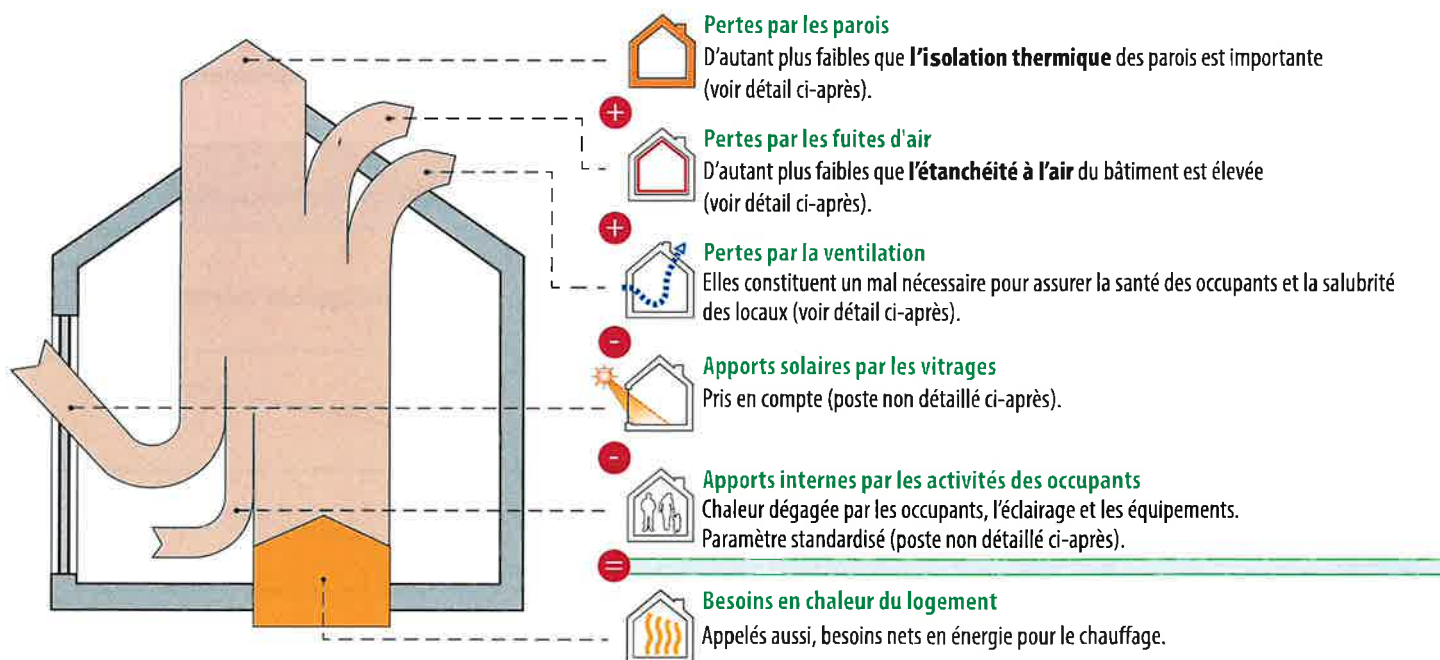 Pertes par les parois
D'autant plus faibles que l'isolation thermique des parois est importante
(voir détail ci-après).
+
Pertes par les fuites d'air
D'autant plus faibles que l'étanchéité à l'air du bâtiment est élevée
(voir détail ci-après).
+
Pertes par la ventilation
Elles constituent un mal nécessaire pour assurer la santé des occupants et la salubrité
des locaux (voir détail ci-après).
-
Apports solaires par les vitrages
Pris en compte (poste non détaillé ci-après).
-
Apports internes par les activités des occupants
Chaleur dégagée par les occupants, l'éclairage et les équipements.
Paramètre standardisé (poste non détaillé ci-après).
=
Besoins en chaleur du logement
Appelés aussi, besoins nets en énergie pour le chauffage.